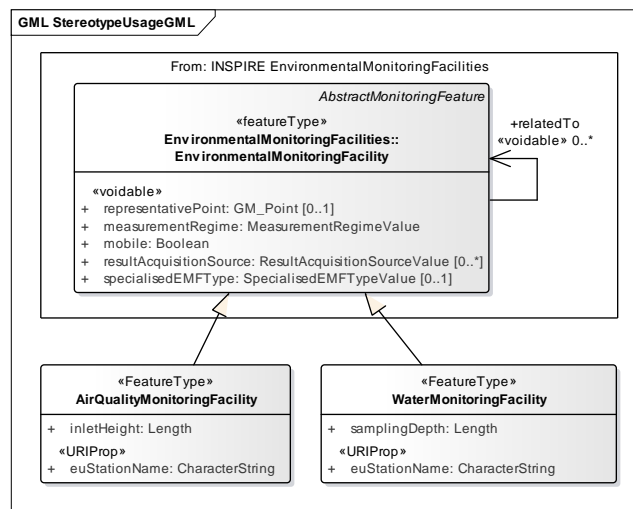 GML StereotypeUsageGML
From: INSPIRE EnvironmentalMonitoringFacilities
AbstractMonitoringFeature
«featureType»
EnvironmentalMonitoringFacilities::
EnvironmentalMonitoringFacility
«voidable»
+ representativePoint: GM_Point [0..1]
+ measurementRegime: MeasurementRegimeValue
+ mobile: Boolean
+ resultAcquisitionSource: ResultAcquisitionSourceValue [0..*]
+ specialisedEMFType: SpecialisedEMFTypeValue [0..1]
+relatedTo
«voidable» 0..*
«FeatureType»
AirQualityMonitoringFacility
+ inletHeight: Length
«URIProp»
+ euStationName: CharacterString
«FeatureType»
WaterMonitoringFacility
+ samplingDepth: Length
«URIProp»
+ euStationName: CharacterString